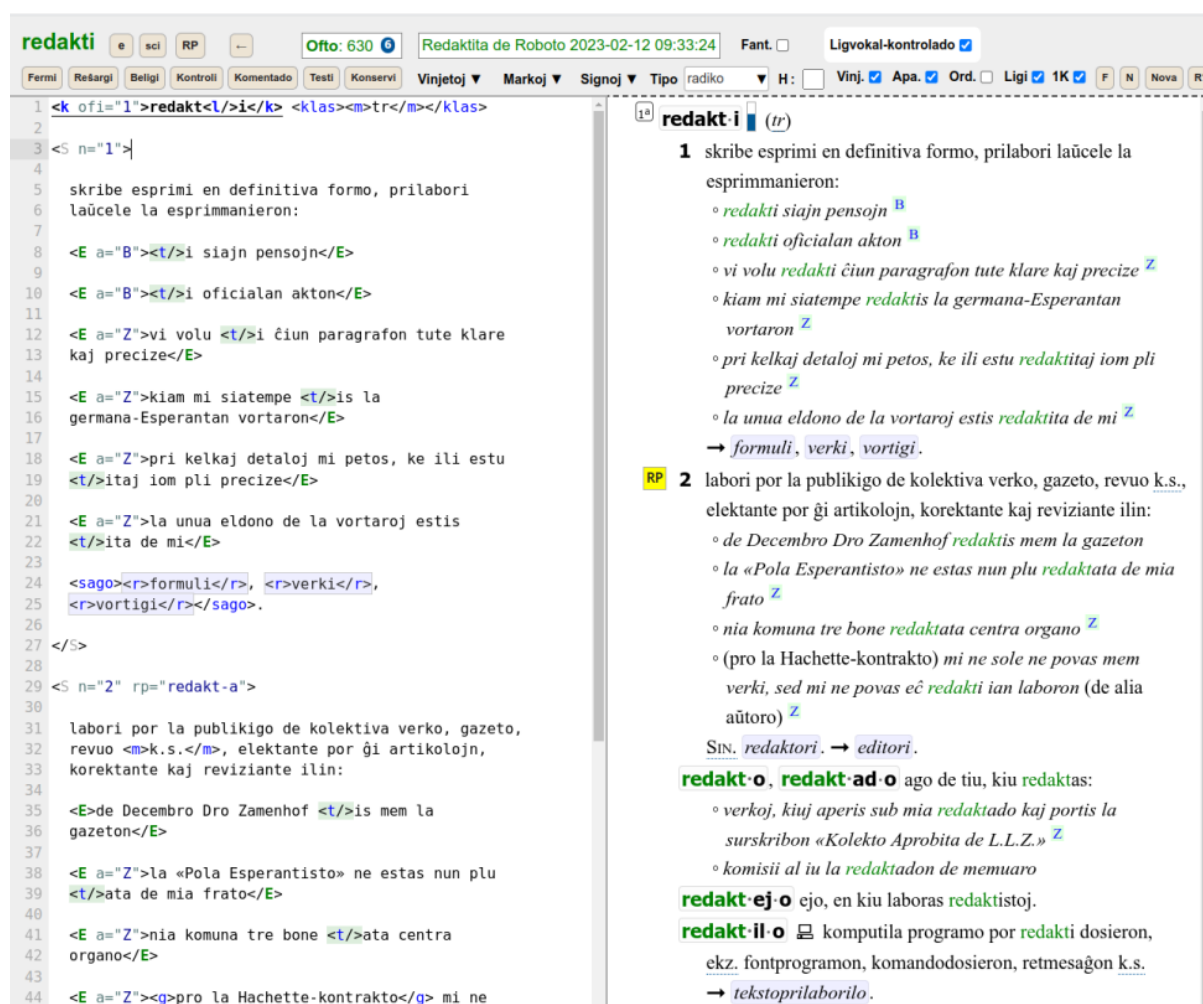 redakti e sci RP ← Ofto: 630 6 Redaktita de Roboto 2023-02-12 09:33:24 Fant. Ligvokal-kontrolado
Fermi Reŝargi Beligi Kontroli Komentado Testi Konservi Vinjetoj ▼ Markoj ▼ Signoj ▼ Tipo radiko ▼ H: Vinj. Apa. Ord. Ligi 1K F N Nova
1 <k ofi="1">redakt<l/>i</k> <klas><m>tr</m></klas>
2
3 <S n="1">
4
5 skribe esprimi en definitiva formo, prilabori
6 laŭcele la esprimmanieron:
7
8 <E a="B"><t/>i siajn pensojn</E>
9
10 <E a="B"><t/>i oficialan akton</E>
11
12 <E a="Z">vi volu <t/>i ĉiun paragrafon tute klare
13 kaj precize</E>
14
15 <E a="Z">kiam mi siatempe <t/>is la
16 germana-Esperantan vortaron</E>
17
18 <E a="Z">pri kelkaj detaloj mi petos, ke ili estu
19 <t/>itaj iom pli precize</E>
20
21 <E a="Z">la unua eldono de la vortaroj estis
22 <t/>ita de mi</E>
23
24 <sago><r>formuli</r>, <r>verki</r>,
25 <r>vortigi</r></sago>.
26
27 </S>
28
29 <S n="2" rp="redakt-a">
30
31 labori por la publikigo de kolektiva verko, gazeto,
32 revuo <m>k.s.</m>, elektante por ĝi artikolojn,
33 korektante kaj reviziante ilin:
34
35 <E>de Decembro Dro Zamenhof <t/>is mem la
36 gazeton</E>
37
38 <E a="Z">la «Pola Esperantisto» ne estas nun plu
39 <t/>ata de mia frato</E>
40
41 <E a="Z">nia komuna tre bone <t/>ata centra
42 organo</E>
43
44 <E a="Z"><g>pro la Hachette-kontrakto</g> mi ne
1ª redakt·i (tr)
1 skribe esprimi en definitiva formo, prilabori laŭcele la
esprimmanieron:
◦ redakti siajn pensojn B
◦ redakti oficialan akton B
◦ vi volu redakti ĉiun paragrafon tute klare kaj precize Z
◦ kiam mi siatempe redaktis la germana-Esperantan
vortaron Z
◦ pri kelkaj detaloj mi petos, ke ili estu redaktitaj iom pli
precize Z
◦ la unua eldono de la vortaroj estis redaktita de mi Z
→ formuli, verki, vortigi.
RP 2 labori por la publikigo de kolektiva verko, gazeto, revuo k.s.,
elektante por ĝi artikolojn, korektante kaj reviziante ilin:
◦ de Decembro Dro Zamenhof redaktis mem la gazeton
◦ la «Pola Esperantisto» ne estas nun plu redaktata de mia
frato Z
◦ nia komuna tre bone redaktata centra organo Z
◦ (pro la Hachette-kontrakto) mi ne sole ne povas mem
verki, sed mi ne povas eĉ redakti ian laboron (de alia
aŭtoro) Z
SIN. redaktori. → editori.
redakt·o, redakt·ad·o ago de tiu, kiu redaktas:
◦ verkoj, kiuj aperis sub mia redaktado kaj portis la
surskribon «Kolekto Aprobita de L.L.Z.» Z
◦ komisii al iu la redaktadon de memuaro
redakt·ej·o ejo, en kiu laboras redaktistoj.
redakt·il·o komputila programo por redakti dosieron,
ekz. fontprogramon, komandodosieron, retmesaĝon k.s.
→ tekstoprilaborilo.